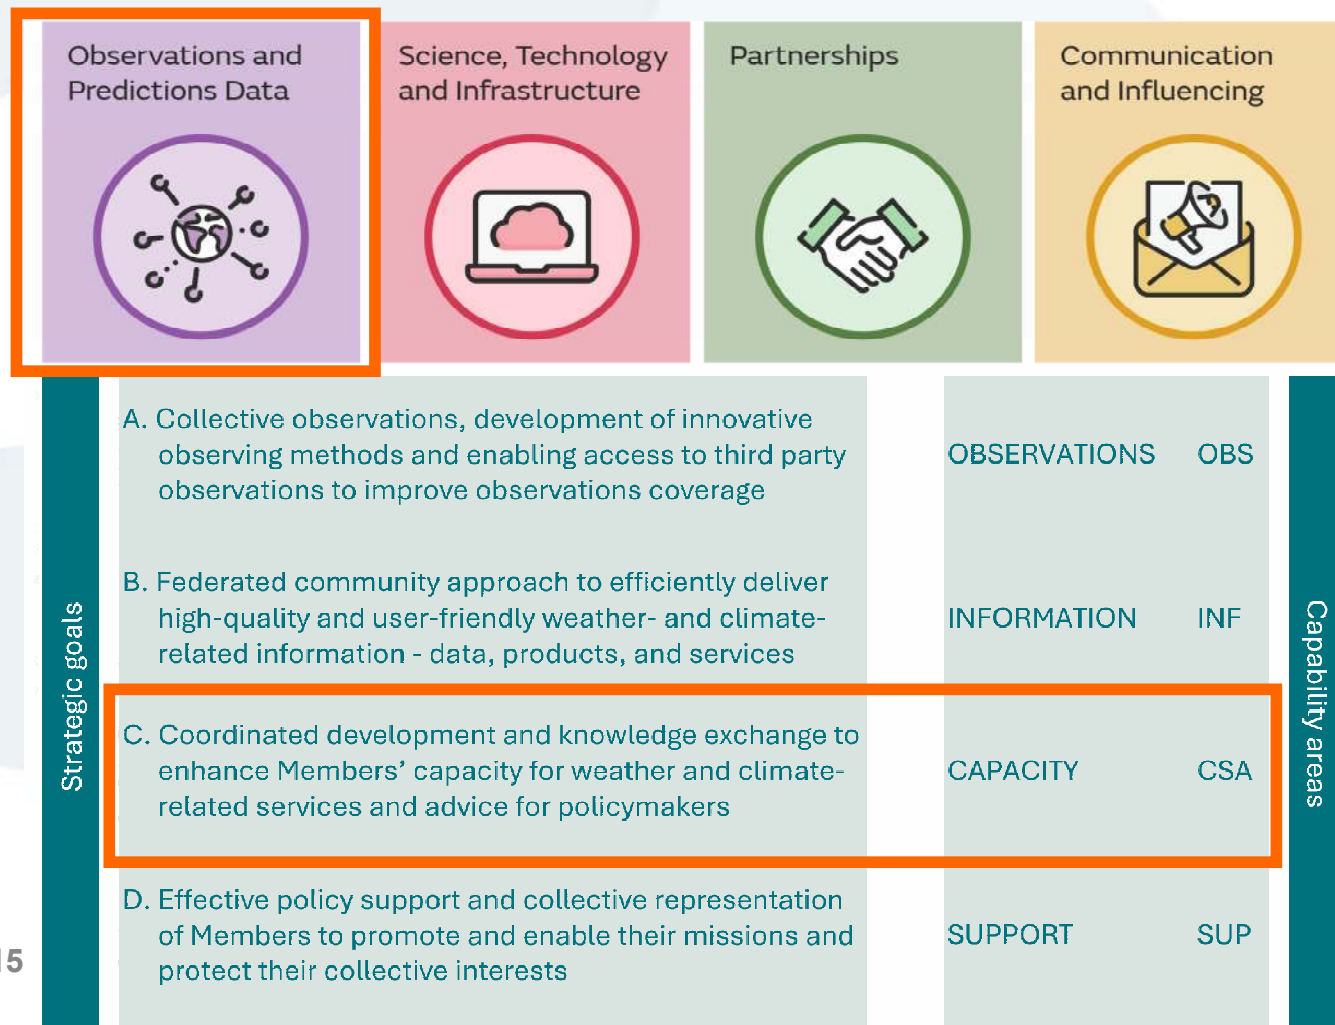 Observations and
Predictions Data
Science, Technology
and Infrastructure
Partnerships
Communication
and Influencing
Strategic goals
A. Collective observations, development of innovative
observing methods and enabling access to third party
observations to improve observations coverage
OBSERVATIONS OBS
B. Federated community approach to efficiently deliver
high-quality and user-friendly weather- and climate-
related information - data, products, and services
INFORMATION INF
C. Coordinated development and knowledge exchange to
enhance Members’ capacity for weather and climate-
related services and advice for policymakers
CAPACITY CSA
D. Effective policy support and collective representation
of Members to promote and enable their missions and
protect their collective interests
SUPPORT SUP
Capability areas
15